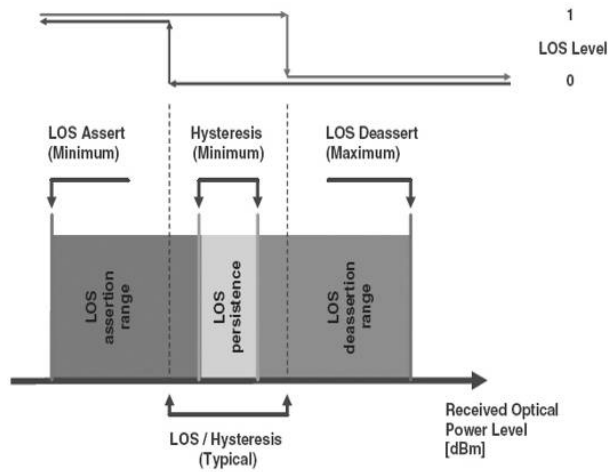 1
LOS Level
0
LOS Assert
(Minimum)
Hysteresis
(Minimum)
LOS Deassert
(Maximum)
LOS
assertion
range
LOS
persistence
LOS
deassertion
range
LOS / Hysteresis
(Typical)
Received Optical
Power Level
[dBm]